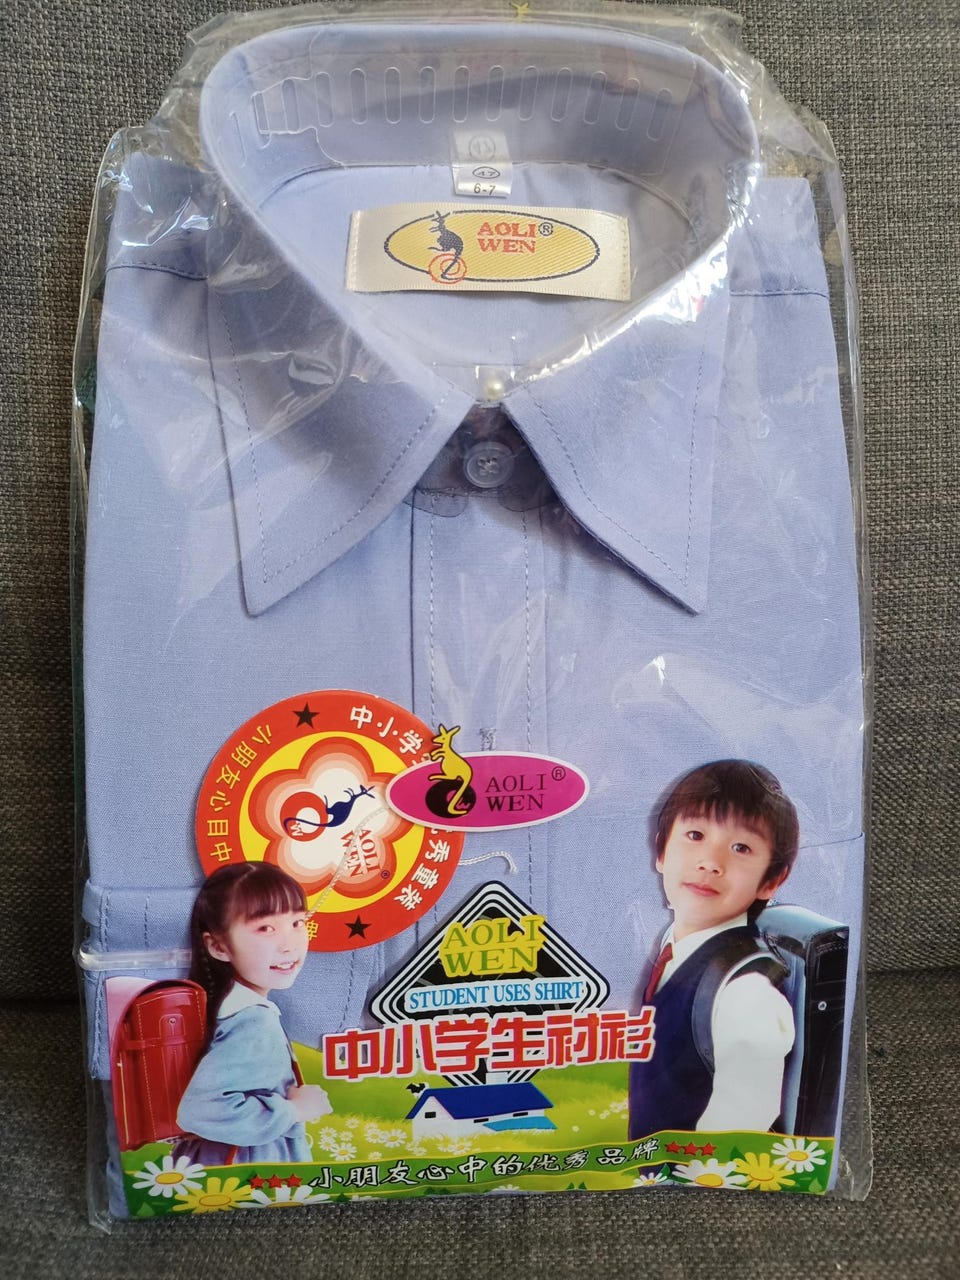 47
6-7
AOLI®
WEN
中小学
小朋友心目中
秀童装
AOLI
WEN®
AOLI®
WEN
AOLI
WEN
STUDENT USES SHIRT
中小学生衬衫
★★★小朋友心中的优秀品牌★★★